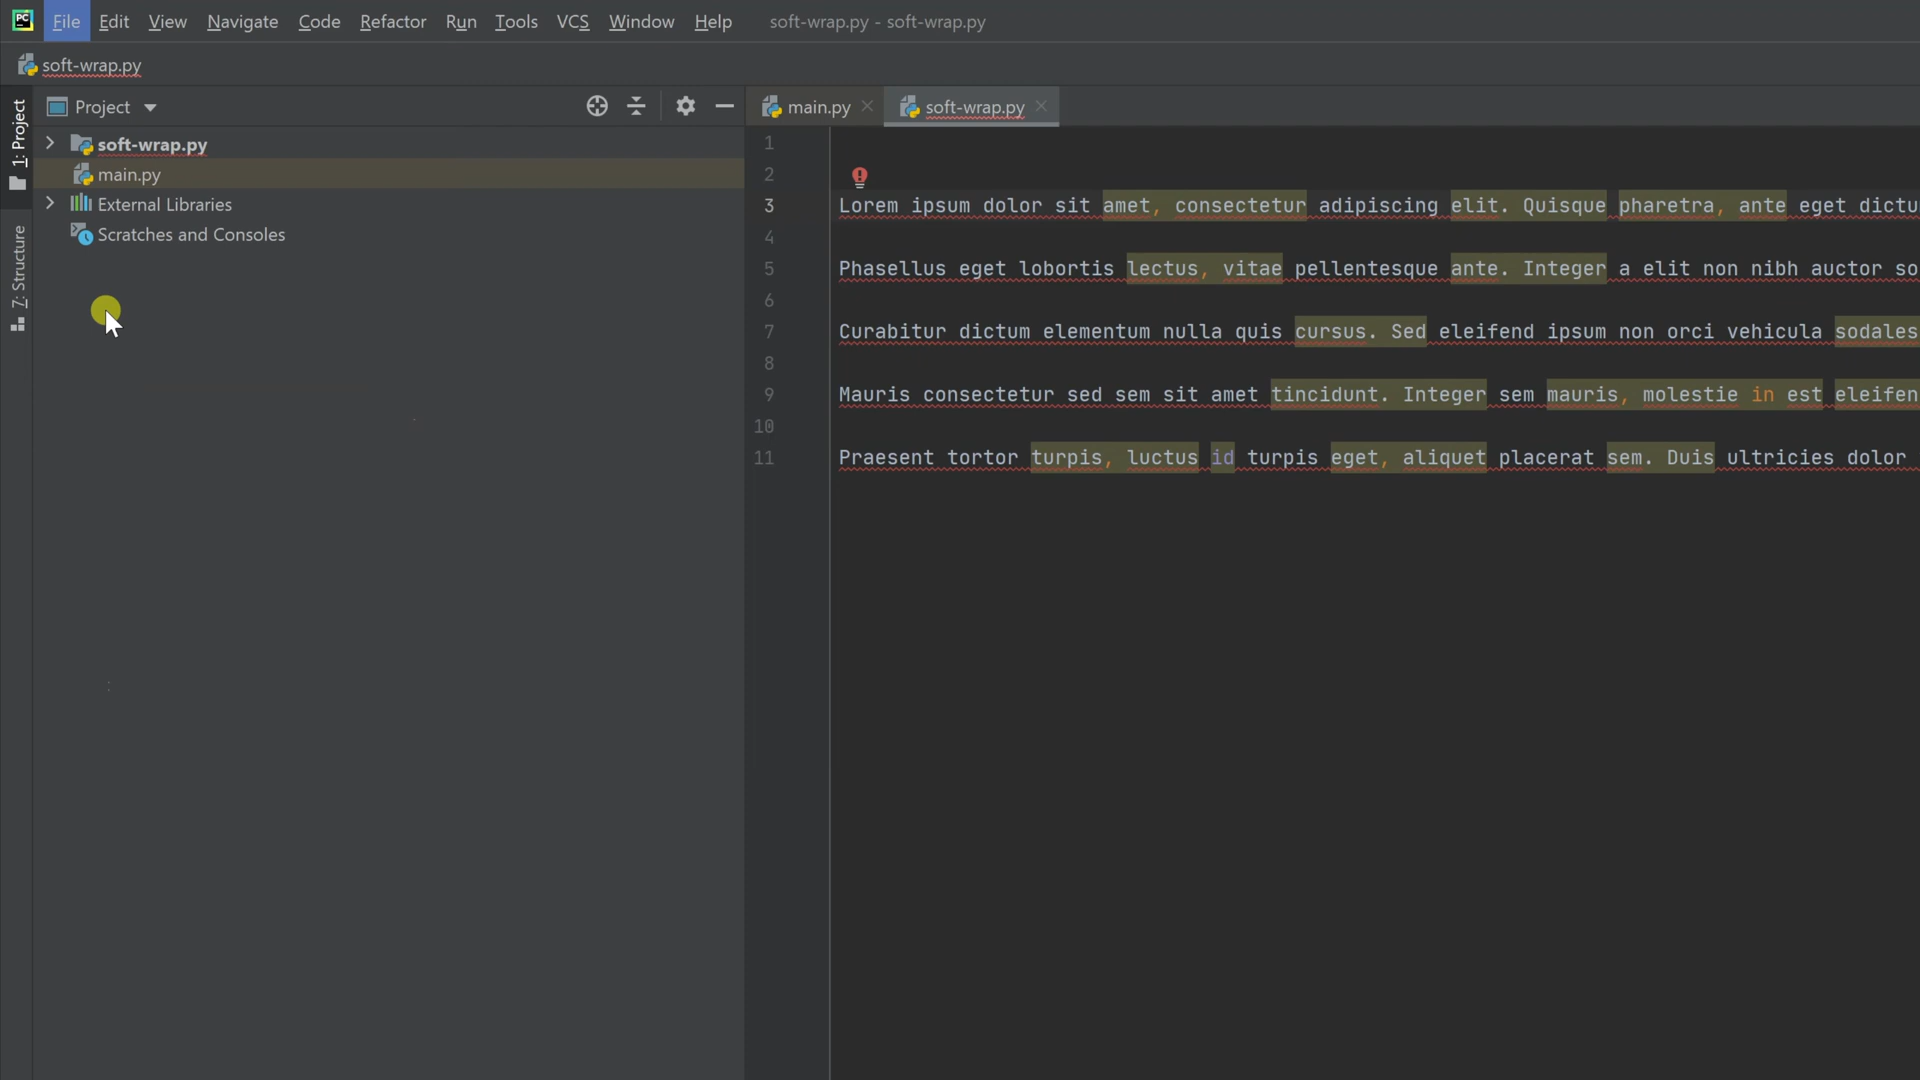 PC
File Edit View Navigate Code Refactor Run Tools VCS Window Help soft-wrap.py - soft-wrap.py
soft-wrap.py
1: Project
7: Structure
Project
soft-wrap.py
main.py
External Libraries
Scratches and Consoles
main.py soft-wrap.py
1
2
3 Lorem ipsum dolor sit amet, consectetur adipiscing elit. Quisque pharetra, ante eget dictu
4
5 Phasellus eget lobortis lectus, vitae pellentesque ante. Integer a elit non nibh auctor so
6
7 Curabitur dictum elementum nulla quis cursus. Sed eleifend ipsum non orci vehicula sodales
8
9 Mauris consectetur sed sem sit amet tincidunt. Integer sem mauris, molestie in est eleifen
10
11 Praesent tortor turpis, luctus id turpis eget, aliquet placerat sem. Duis ultricies dolor